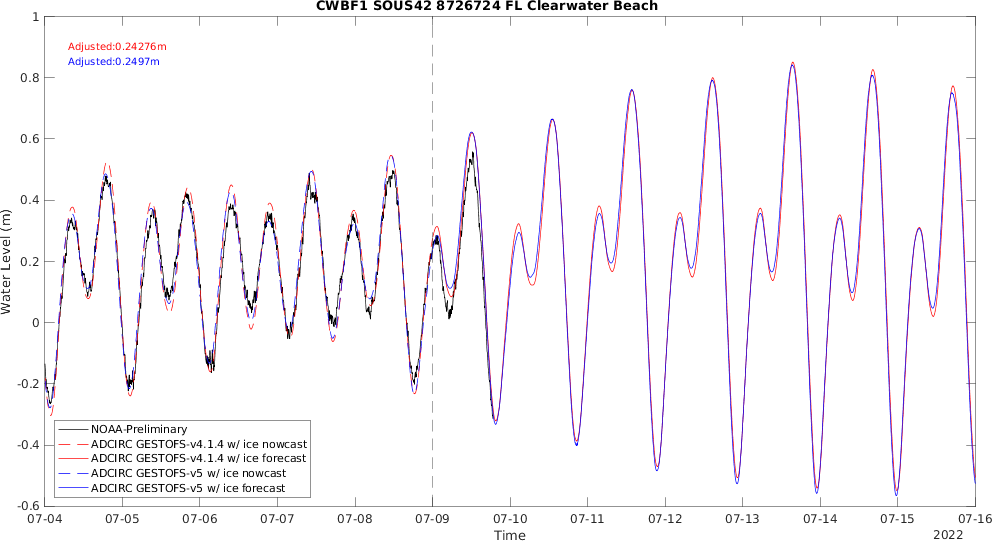 CWBF1 SOUS42 8726724 FL Clearwater Beach
Adjusted:0.24276m
Adjusted:0.2497m
1
0.8
0.6
0.4
0.2
0
-0.2
-0.4
-0.6
Water Level (m)
NOAA-Preliminary
ADCIRC GESTOFS-v4.1.4 w/ ice nowcast
ADCIRC GESTOFS-v4.1.4 w/ ice forecast
ADCIRC GESTOFS-v5 w/ ice nowcast
ADCIRC GESTOFS-v5 w/ ice forecast
07-04 07-05 07-06 07-07 07-08 07-09 07-10 07-11 07-12 07-13 07-14 07-15 07-16
Time
2022